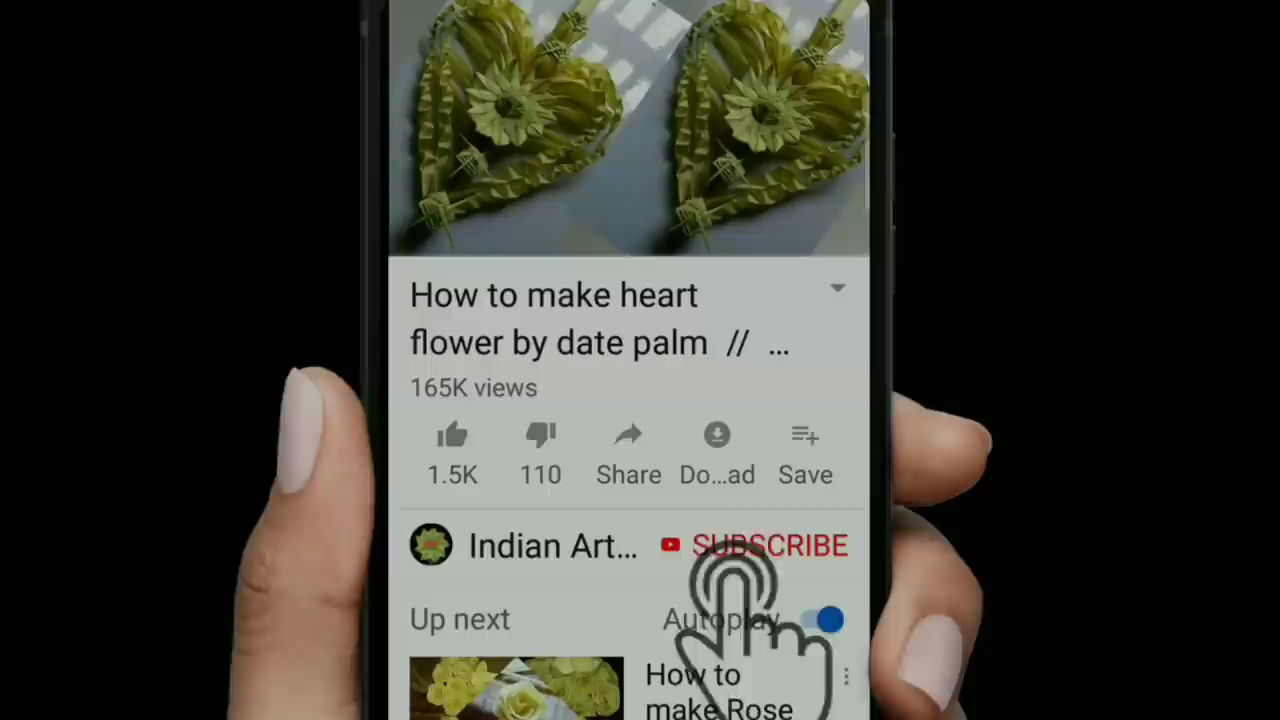 How to make heart
flower by date palm // ...
165K views
1.5K
110
Share
Do...ad
Save
Indian Art...
SUBSCRIBE
Up next
Autoplay
How to
make Rose